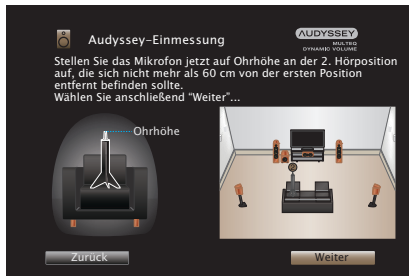 Audyssey-Einmessung
AUDYSSEY
MULTEQ
DYNAMIC VOLUME
Stellen Sie das Mikrofon jetzt auf Ohrhöhe an der 2. Hörposition
auf, die sich nicht mehr als 60 cm von der ersten Position
entfernt befinden sollte.
Wählen Sie anschließend “Weiter”...
Ohrhöhe
Zurück
Weiter